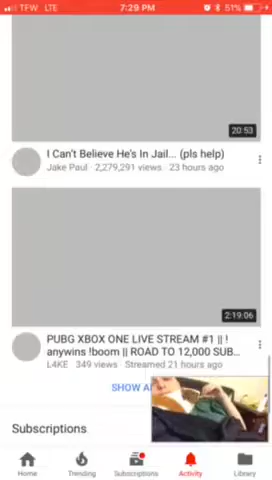 TFW LTE 7:29 PM 51%
20:53
I Can't Believe He's In Jail... (pls help)
Jake Paul · 2,279,291 views · 23 hours ago
2:19:06
PUBG XBOX ONE LIVE STREAM #1 || !
anywins !boom || ROAD TO 12,000 SUB...
L4KE · 349 views · Streamed 21 hours ago
SHOW
Subscriptions
Home Trending Subscriptions Activity Library